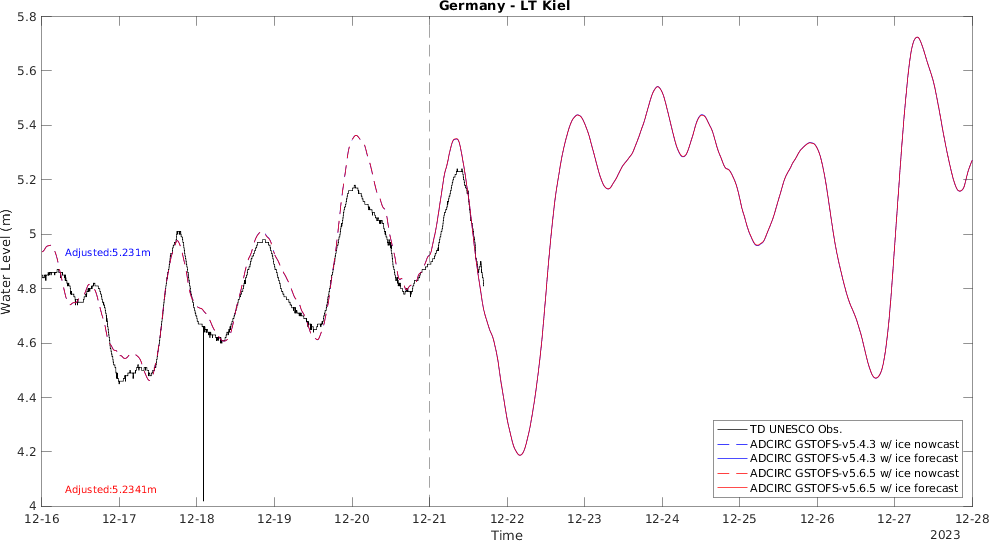 Germany - LT Kiel
5.8
5.6
5.4
5.2
5
4.8
4.6
4.4
4.2
4
Water Level (m)
Adjusted:5.231m
Adjusted:5.2341m
TD UNESCO Obs.
ADCIRC GSTOFS-v5.4.3 w/ ice nowcast
ADCIRC GSTOFS-v5.4.3 w/ ice forecast
ADCIRC GSTOFS-v5.6.5 w/ ice nowcast
ADCIRC GSTOFS-v5.6.5 w/ ice forecast
12-16 12-17 12-18 12-19 12-20 12-21 12-22 12-23 12-24 12-25 12-26 12-27 12-28
Time
2023